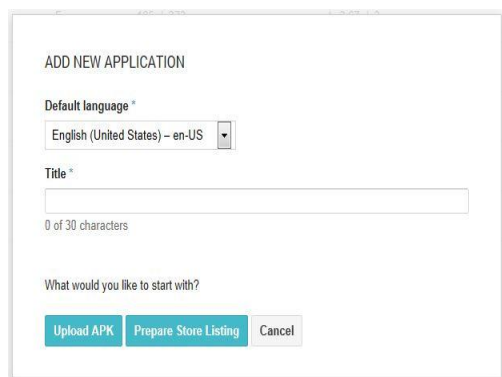 ADD NEW APPLICATION
Default language *
English (United States) – en-US
Title *
0 of 30 characters
What would you like to start with?
Upload APK Prepare Store Listing Cancel